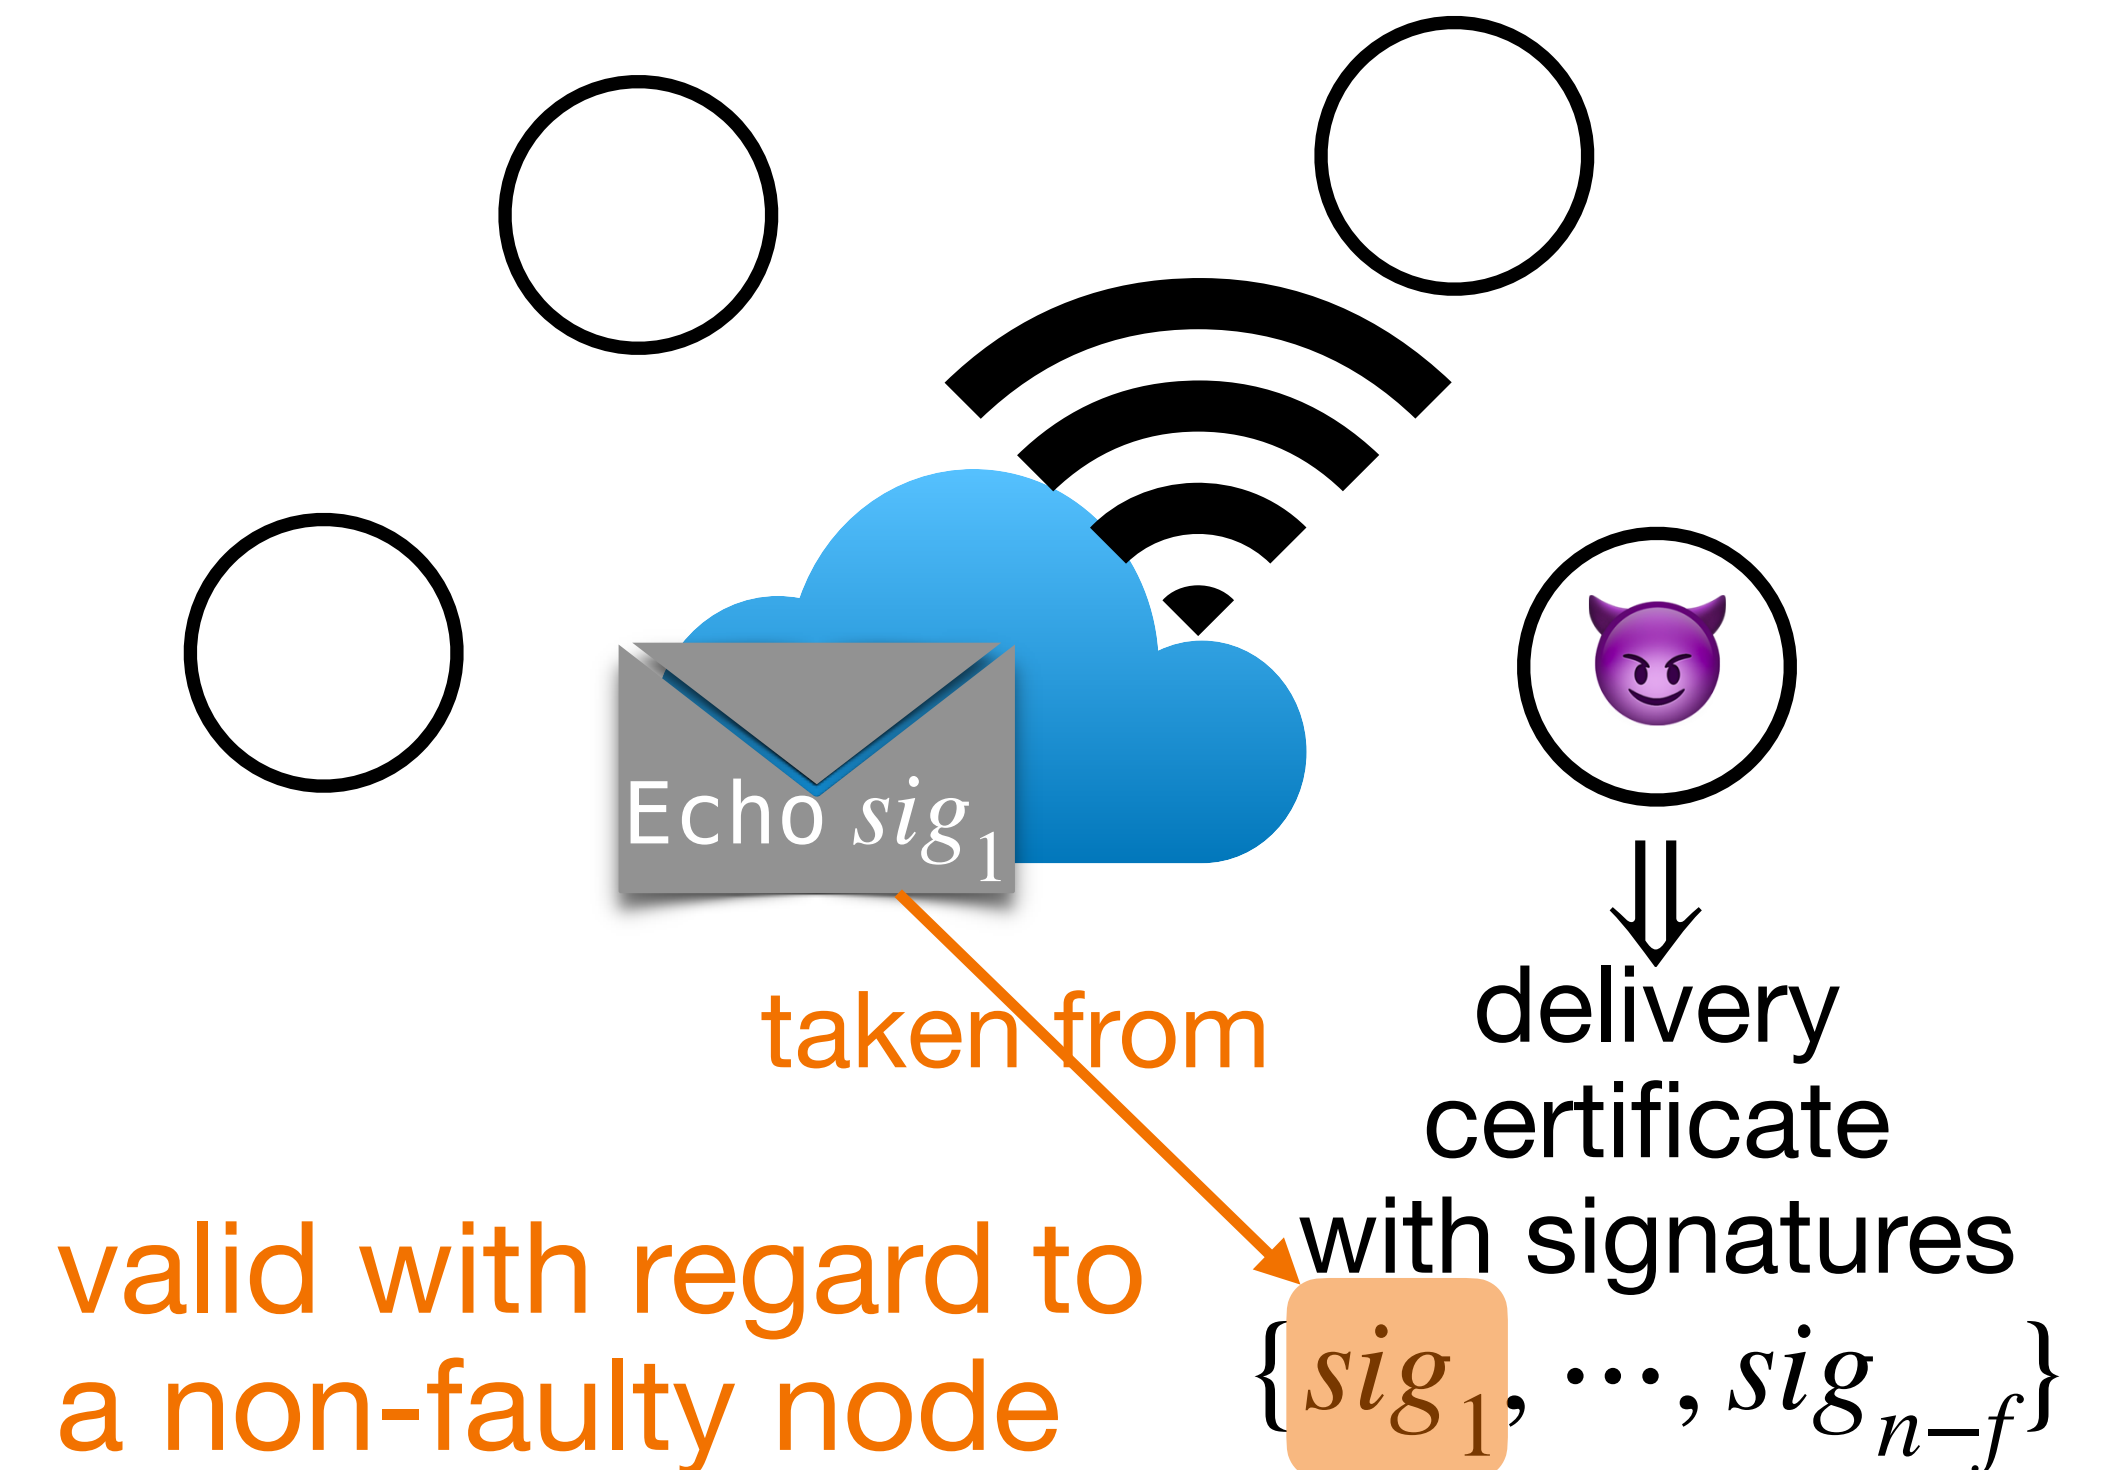 Echo sig₁
taken from
delivery
certificate
with signatures
{sig₁, ⋯, sigₙ₋f}
valid with regard to
a non-faulty node